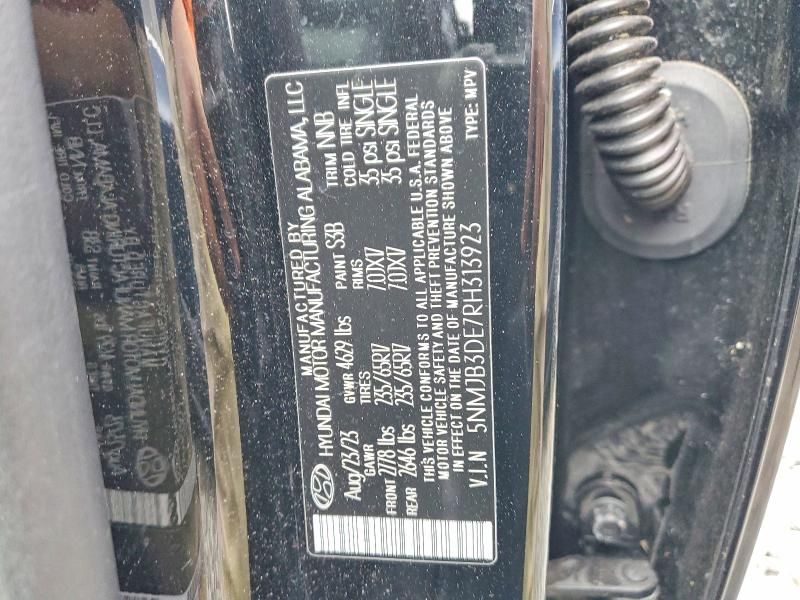 MANUFACTURED BY
HYUNDAI MOTOR MANUFACTURING ALABAMA, LLC
Aug/23/23 GVWR 4629 lbs PAINT S3B TRIM NNB
GAWR TIRES RIMS COLD TIRE INFL
FRONT 2778 lbs 235/65R17 7.0JX17 35 psi SINGLE
REAR 2646 lbs 235/65R17 7.0JX17 35 psi SINGLE
THIS VEHICLE CONFORMS TO ALL APPLICABLE U.S.A. FEDERAL
MOTOR VEHICLE SAFETY AND THEFT PREVENTION STANDARDS
IN EFFECT ON THE DATE OF MANUFACTURE SHOWN ABOVE
V.I.N 5NMJB3DE7RH313923 TYPE: MPV